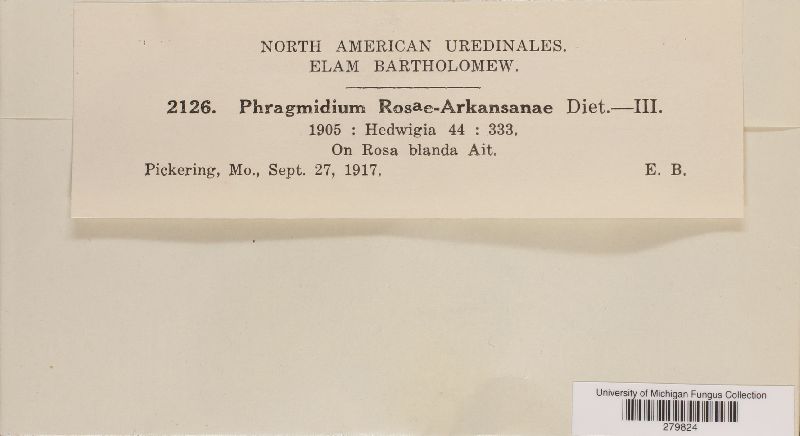 NORTH AMERICAN UREDINALES.
ELAM BARTHOLOMEW.
2126. Phragmidium Rosae-Arkansanae Diet.—III.
1905 : Hedwigia 44 : 333.
On Rosa blanda Ait.
Pickering, Mo., Sept. 27, 1917. E. B.
University of Michigan Fungus Collection
279824